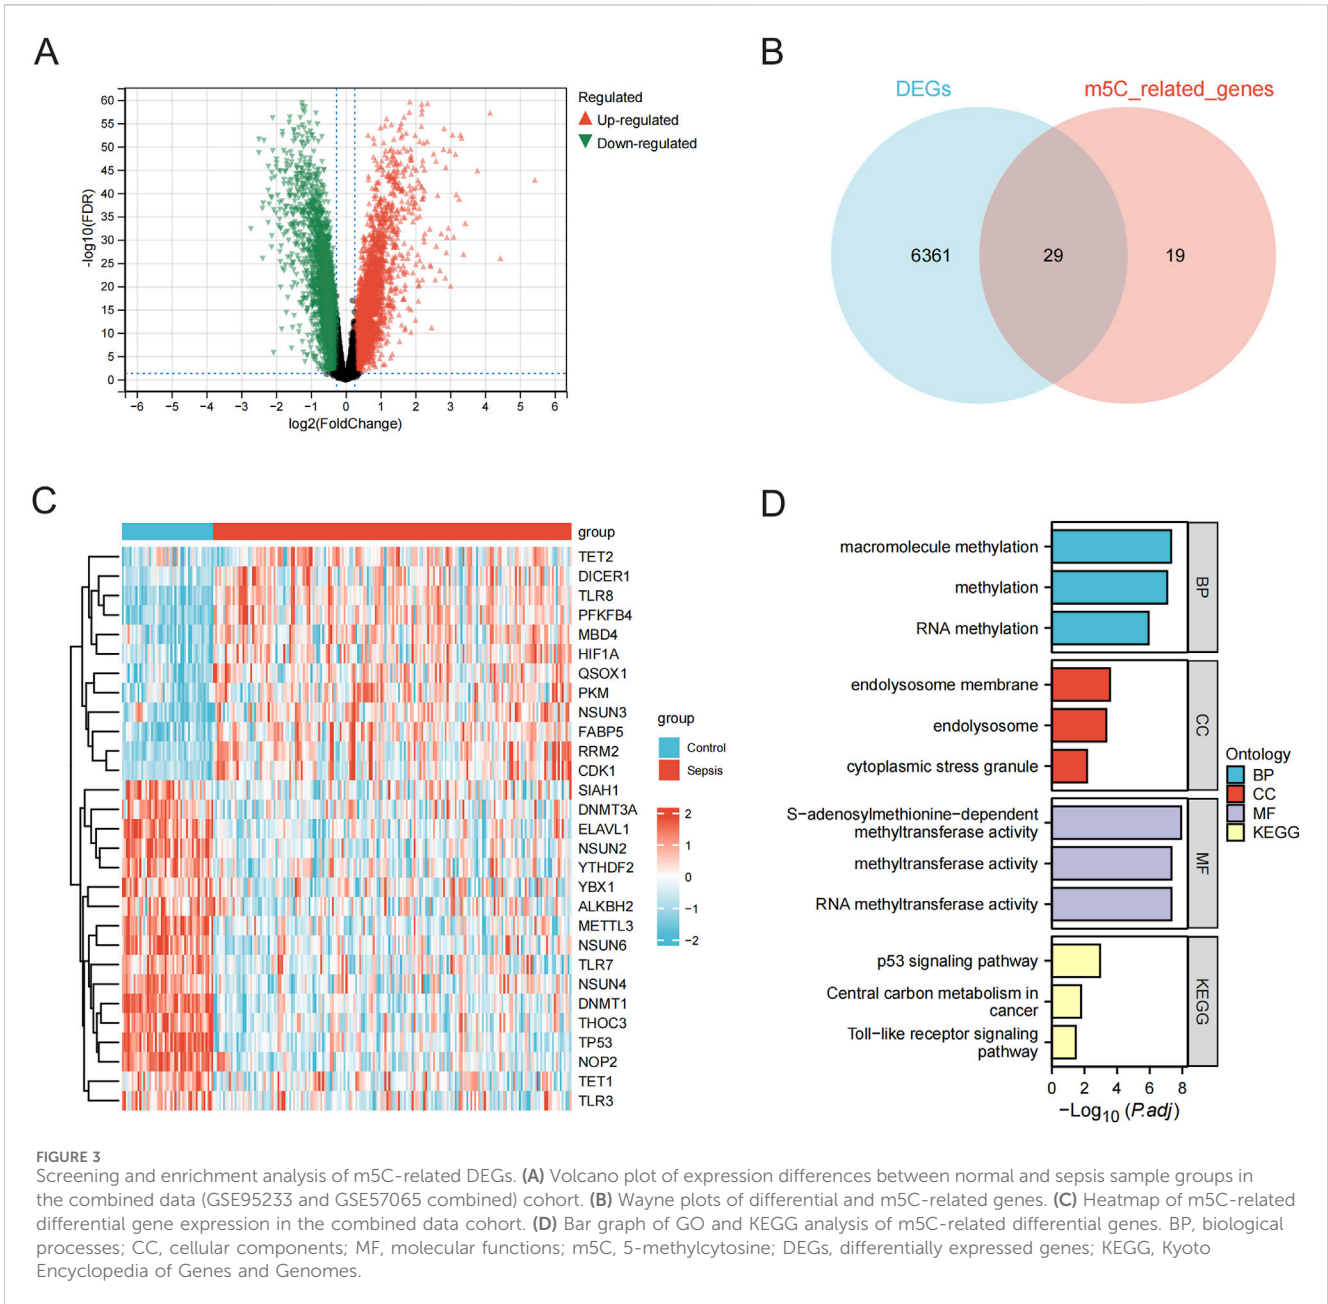 A
60
55
50
45
40
35
30
25
20
15
10
5
0
-log10(FDR)
−6 −5 −4 −3 −2 −1 0 1 2 3 4 5 6
log2(FoldChange)
Regulated
Up-regulated
Down-regulated
B
DEGs
m5C_related_genes
6361
29
19
C
group
TET2
DICER1
TLR8
PFKFB4
MBD4
HIF1A
QSOX1
PKM
NSUN3
FABP5
RRM2
CDK1
SIAH1
DNMT3A
ELAVL1
NSUN2
YTHDF2
YBX1
ALKBH2
METTL3
NSUN6
TLR7
NSUN4
DNMT1
THOC3
TP53
NOP2
TET1
TLR3
group
Control
Sepsis
2
1
0
−1
−2
D
macromolecule methylation
methylation
RNA methylation
endolysosome membrane
endolysosome
cytoplasmic stress granule
S−adenosylmethionine−dependent
methyltransferase activity
methyltransferase activity
RNA methyltransferase activity
p53 signaling pathway
Central carbon metabolism in
cancer
Toll−like receptor signaling
pathway
BP
CC
MF
KEGG
0 2 4 6 8
−Log10 (P.adj)
Ontology
BP
CC
MF
KEGG
FIGURE 3
Screening and enrichment analysis of m5C-related DEGs. (A) Volcano plot of expression differences between normal and sepsis sample groups in
the combined data (GSE95233 and GSE57065 combined) cohort. (B) Wayne plots of differential and m5C-related genes. (C) Heatmap of m5C-related
differential gene expression in the combined data cohort. (D) Bar graph of GO and KEGG analysis of m5C-related differential genes. BP, biological
processes; CC, cellular components; MF, molecular functions; m5C, 5-methylcytosine; DEGs, differentially expressed genes; KEGG, Kyoto
Encyclopedia of Genes and Genomes.